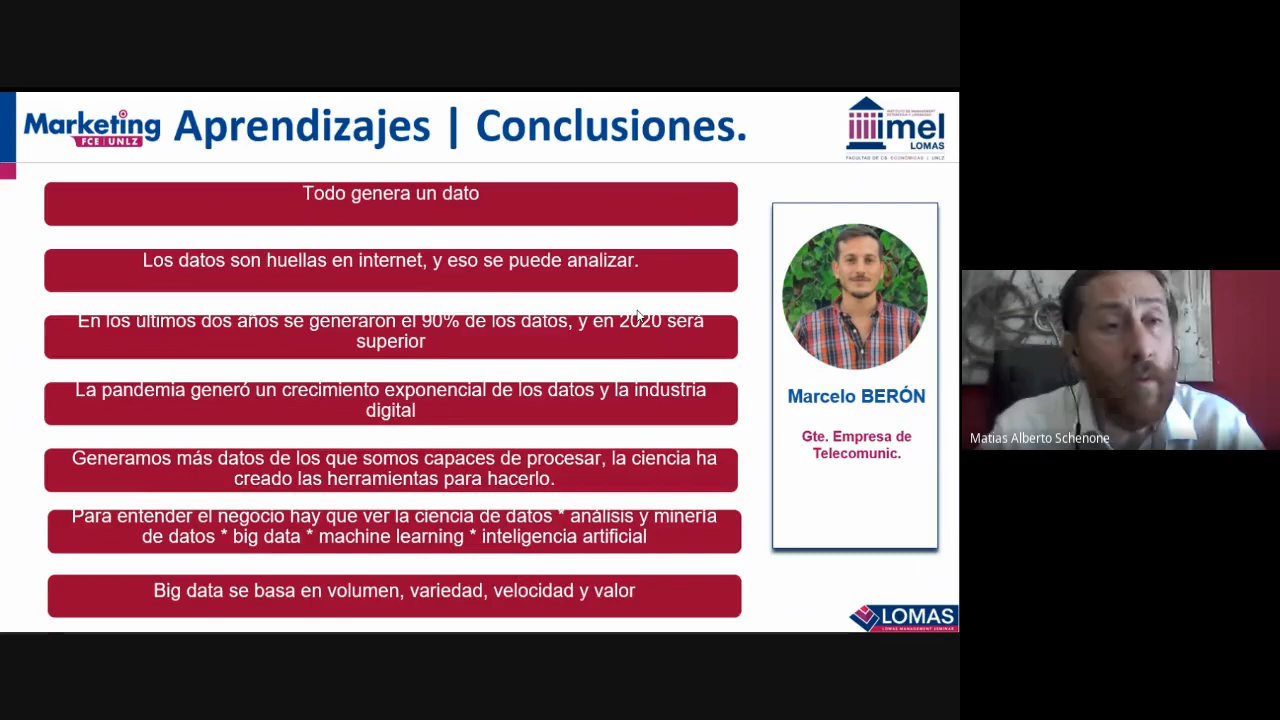 Marketing
FCE | UNLZ
Aprendizajes | Conclusiones.
imel
LOMAS
Todo genera un dato
Los datos son huellas en internet, y eso se puede analizar.
En los últimos dos años se generaron el 90% de los datos, y en 2020 será
superior
La pandemia generó un crecimiento exponencial de los datos y la industria
digital
Generamos más datos de los que somos capaces de procesar, la ciencia ha
creado las herramientas para hacerlo.
Para entender el negocio hay que ver la ciencia de datos * análisis y minería
de datos * big data * machine learning * inteligencia artificial
Big data se basa en volumen, variedad, velocidad y valor
Marcelo BERÓN
Gte. Empresa de
Telecomunic.
LOMAS
LOMAS MANAGEMENT SEMINAR
Matias Alberto Schenone